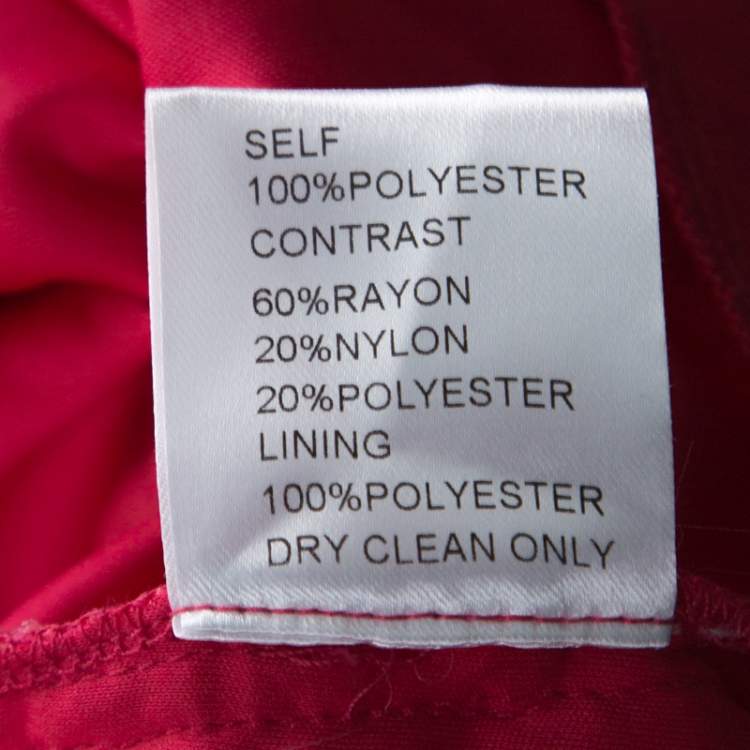 SELF
100%POLYESTER
CONTRAST
60%RAYON
20%NYLON
20%POLYESTER
LINING
100%POLYESTER
DRY CLEAN ONLY